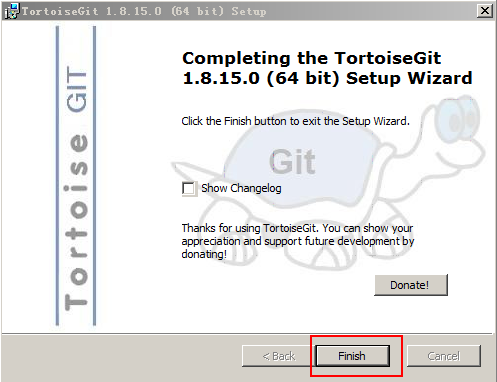 TortoiseGit 1.8.15.0 (64 bit) Setup
Completing the TortoiseGit
1.8.15.0 (64 bit) Setup Wizard
Click the Finish button to exit the Setup Wizard.
Git
Show Changelog
Thanks for using TortoiseGit. You can show your
appreciation and support future development by
donating!
Donate!
Tortoise GIT
< Back
Finish
Cancel